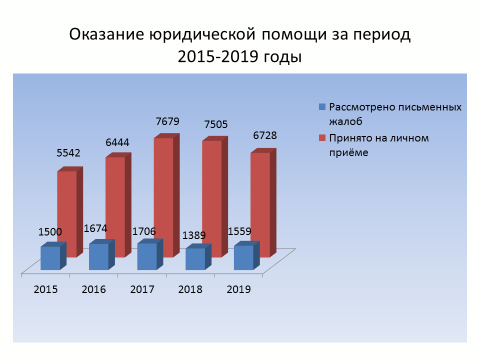 Оказание юридической помощи за период
2015-2019 годы
7679
7505
6728
6444
5542
1500
1674
1706
1389
1559
2015
2016
2017
2018
2019
Рассмотрено письменных
жалоб
Принято на личном
приёме